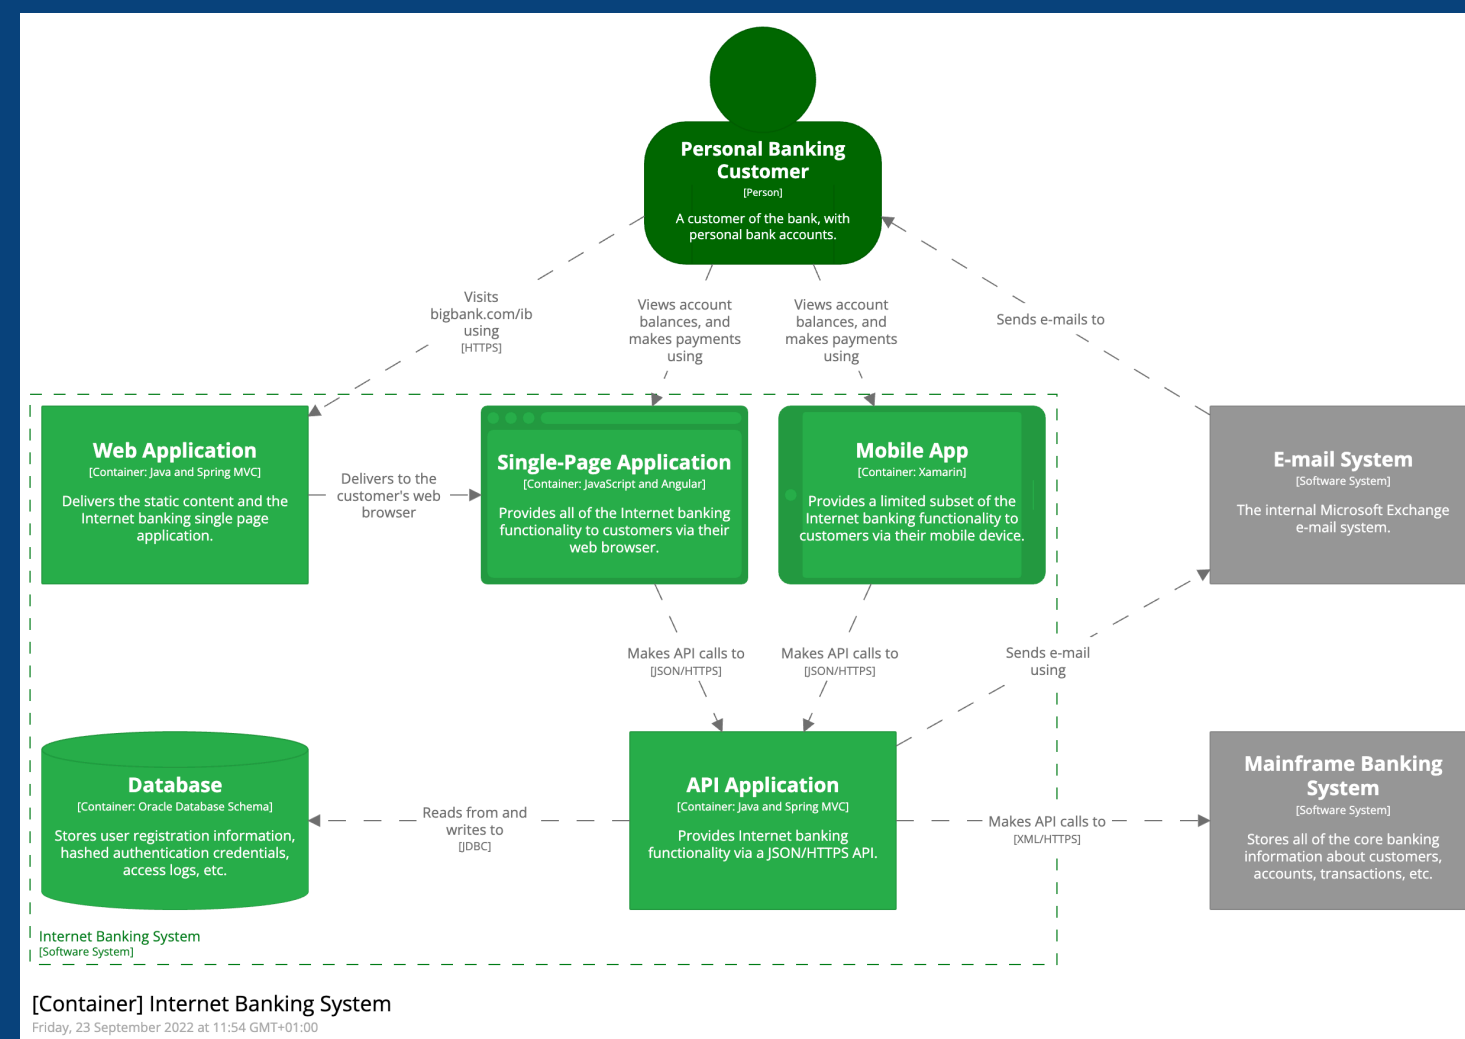 Personal Banking
Customer
[Person]
A customer of the bank, with
personal bank accounts.
Visits
bigbank.com/ib
using
[HTTPS]
Views account
balances, and
makes payments
using
Views account
balances, and
makes payments
using
Sends e-mails to
Web Application
[Container: Java and Spring MVC]
Delivers the static content and the
Internet banking single page
application.
Delivers to the
customer's web
browser
Single-Page Application
[Container: JavaScript and Angular]
Provides all of the Internet banking
functionality to customers via their
web browser.
Mobile App
[Container: Xamarin]
Provides a limited subset of the
Internet banking functionality to
customers via their mobile device.
E-mail System
[Software System]
The internal Microsoft Exchange
e-mail system.
Makes API calls to
[JSON/HTTPS]
Makes API calls to
[JSON/HTTPS]
Sends e-mail
using
Database
[Container: Oracle Database Schema]
Stores user registration information,
hashed authentication credentials,
access logs, etc.
Reads from and
writes to
[JDBC]
API Application
[Container: Java and Spring MVC]
Provides Internet banking
functionality via a JSON/HTTPS API.
Makes API calls to
[XML/HTTPS]
Mainframe Banking
System
[Software System]
Stores all of the core banking
information about customers,
accounts, transactions, etc.
Internet Banking System
[Software System]
[Container] Internet Banking System
Friday, 23 September 2022 at 11:54 GMT+01:00